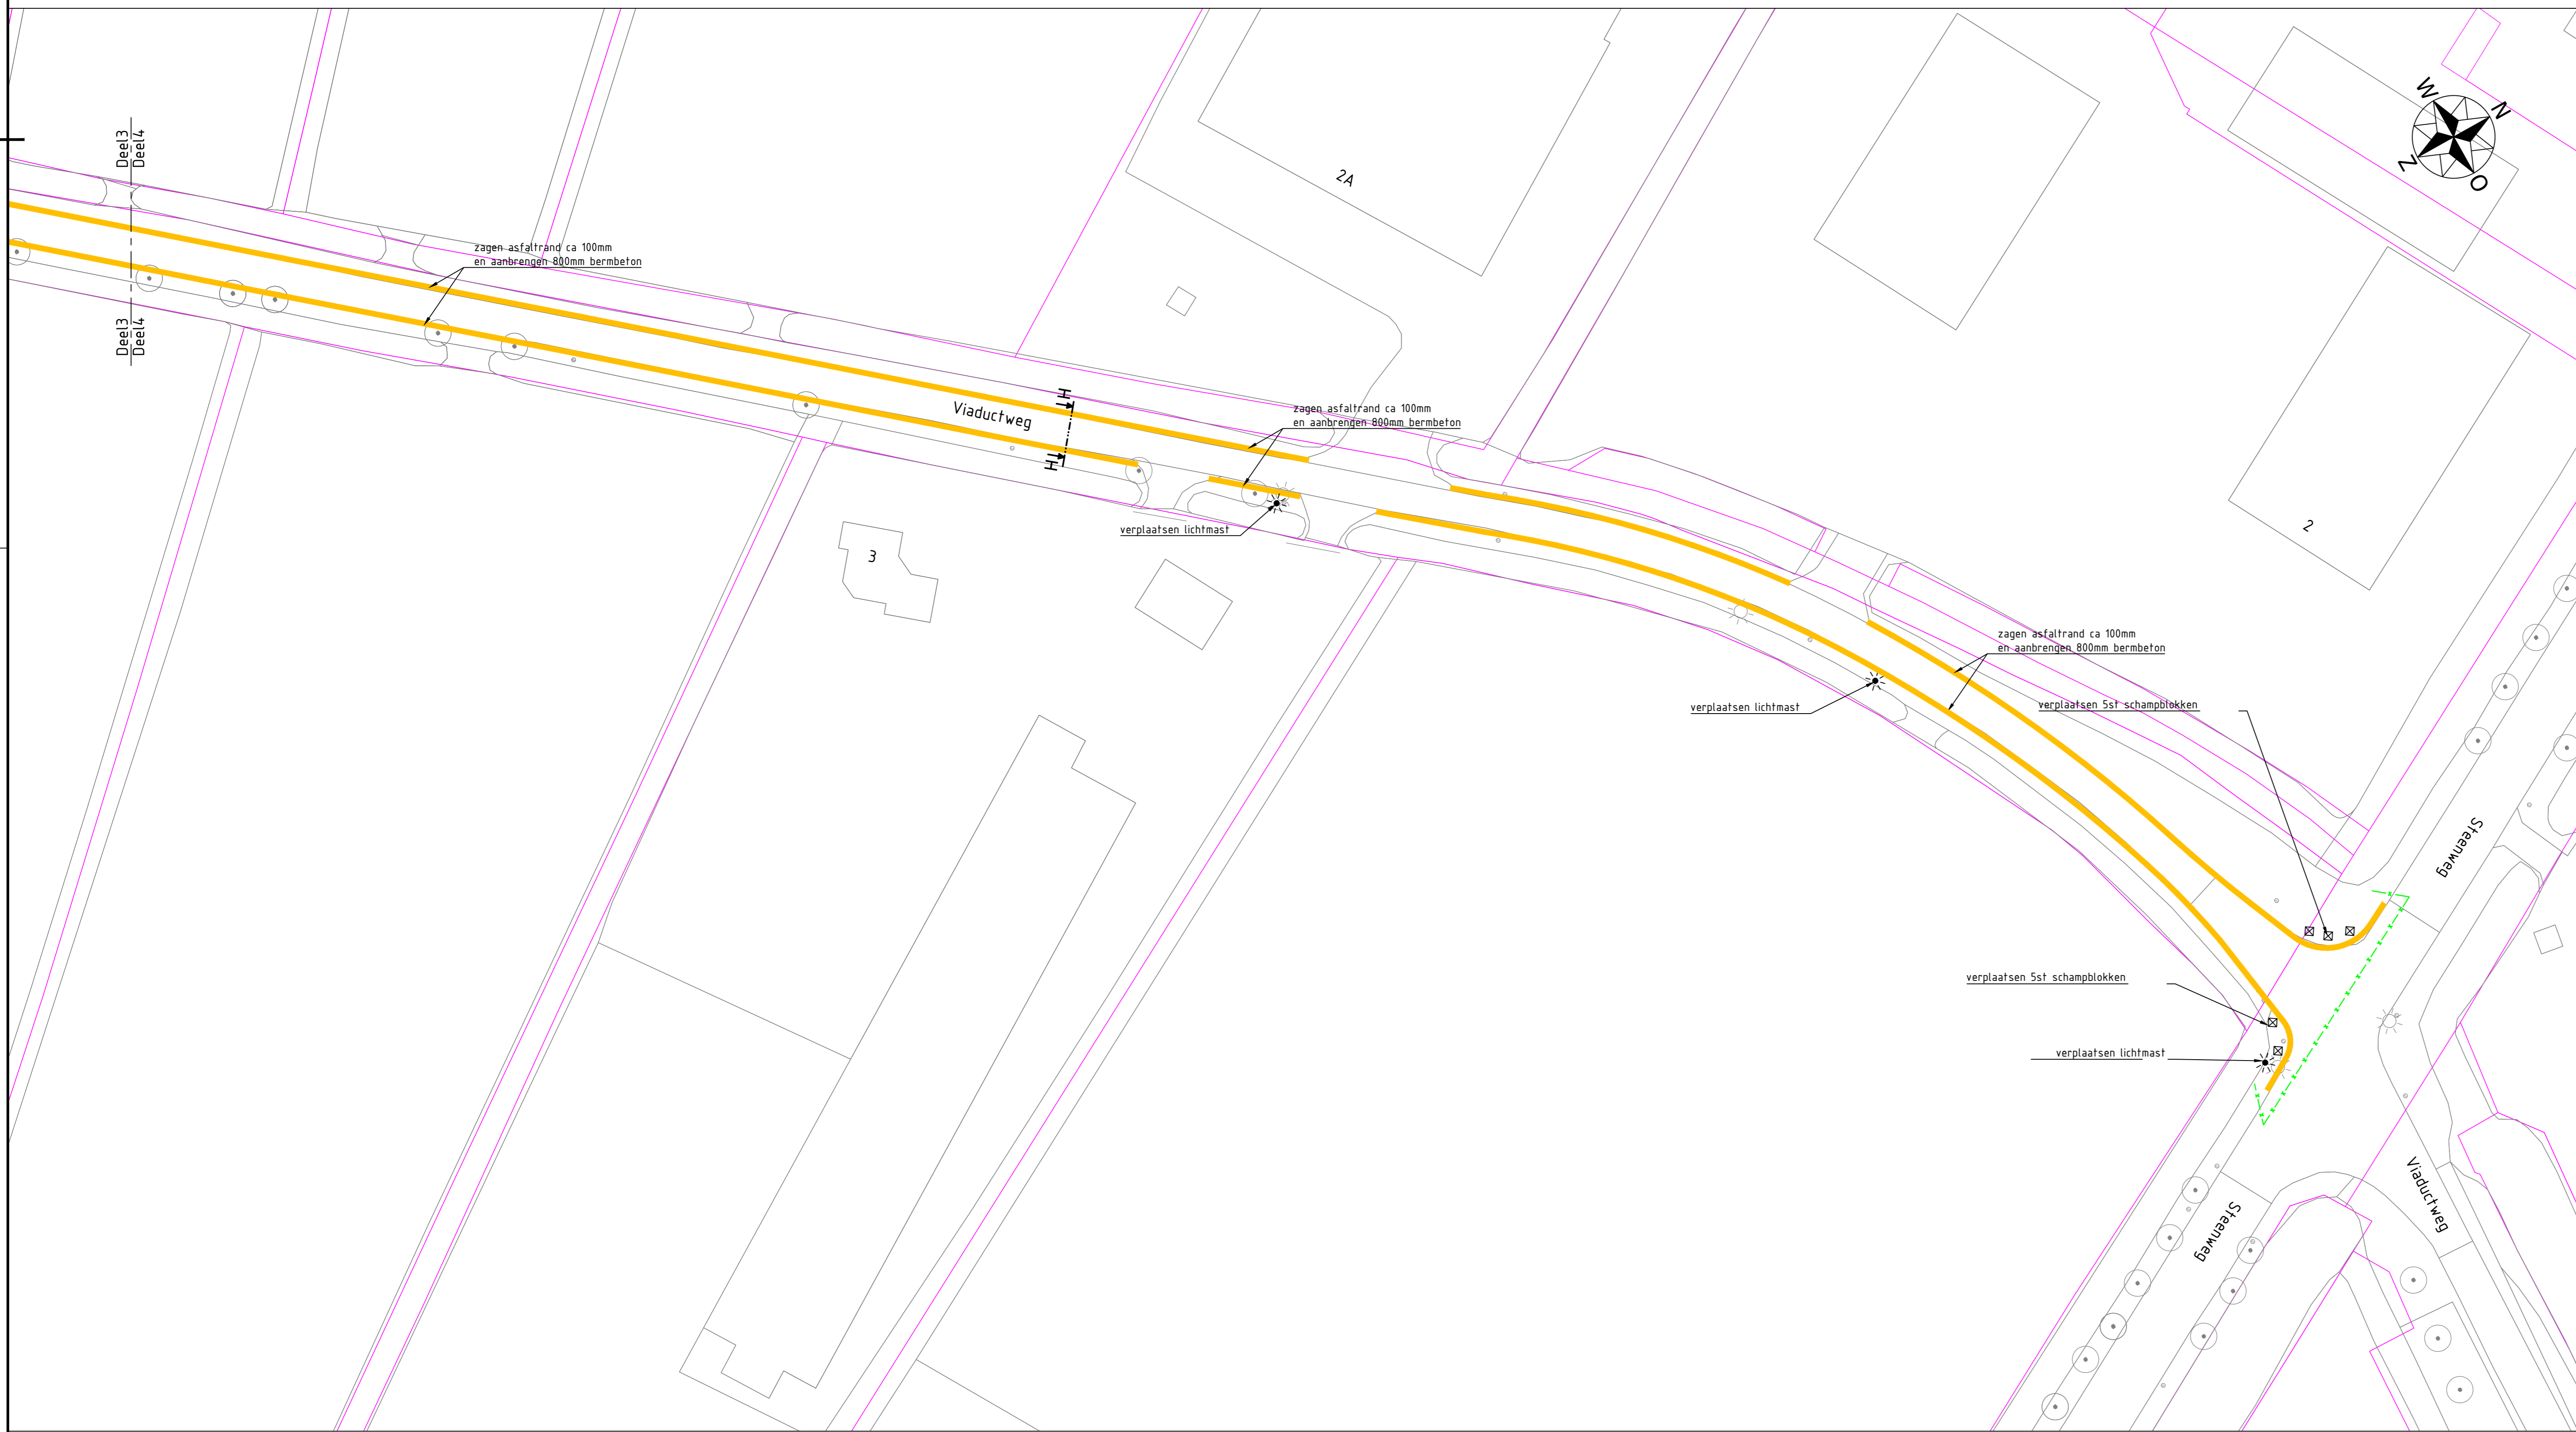 W
N
Z
O
Deel3
Deel4
2A
zagen asfaltrand ca 100mm
en aanbrengen 800mm bermbeton
Deel3
Deel4
H
Viaductweg
H
zagen asfaltrand ca 100mm
en aanbrengen 800mm bermbeton
verplaatsen lichtmast
3
2
zagen asfaltrand ca 100mm
en aanbrengen 800mm bermbeton
verplaatsen lichtmast
verplaatsen 5st schampblokken
Steenweg
verplaatsen 5st schampblokken
verplaatsen lichtmast
Viaductweg
Steenweg